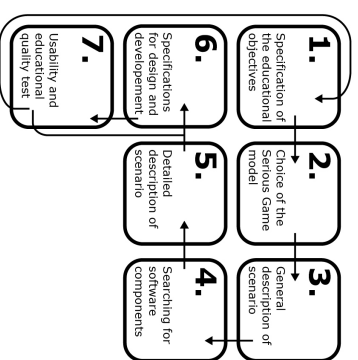 1.
Specification of
the educational
objectives
2.
Choice of the
Serious Game
model
3.
General
description of
scenario
4.
Searching for
software
components
5.
Detailed
description of
scenario
6.
Specifications
for design and
developement
7.
Usability and
educational
quality test